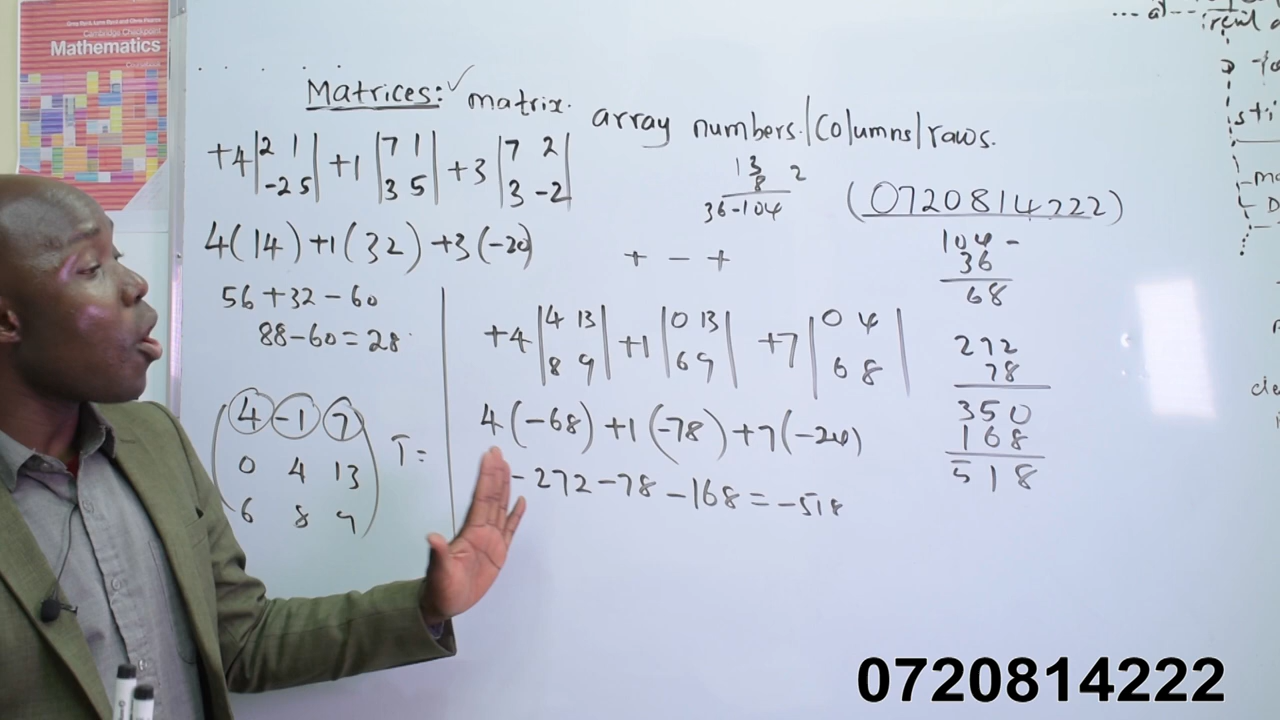 Cambridge Checkpoint
Mathematics
Matrices: ✓ matrix. array numbers/Columns/raws.
+4 |2 1| +1 |7 1| +3 |7 2|
|-2 5| |3 5| |3 -2|
4(14)+1(32)+3(-20)
56+32-60
88-60=28
(4 -1 7)
0 4 13
6 8 9
T=
13
8 2
36-104
(0720814222)
+ - +
+4 |4 13| +1 |0 13| +7 |0 4|
|8 9| |6 9| |6 8|
4(-68)+1(-78)+7(-24)
-272-78-168=-518
104-
36
68
272
78
350
168
518
0720814222